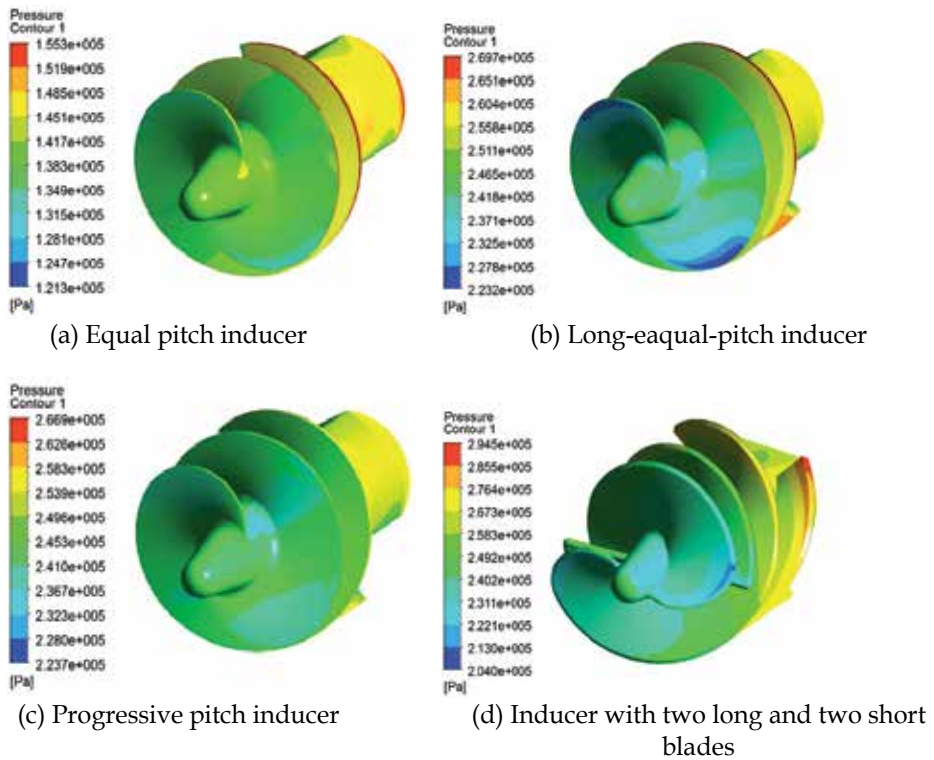 Pressure
Contour 1
1.553e+005
1.519e+005
1.485e+005
1.451e+005
1.417e+005
1.383e+005
1.349e+005
1.315e+005
1.281e+005
1.247e+005
1.213e+005
[Pa]
(a) Equal pitch inducer
Pressure
Contour 1
2.697e+005
2.651e+005
2.604e+005
2.558e+005
2.511e+005
2.465e+005
2.418e+005
2.371e+005
2.325e+005
2.278e+005
2.232e+005
[Pa]
(b) Long-eaqual-pitch inducer
Pressure
Contour 1
2.669e+005
2.626e+005
2.583e+005
2.539e+005
2.496e+005
2.453e+005
2.410e+005
2.367e+005
2.323e+005
2.280e+005
2.237e+005
[Pa]
(c) Progressive pitch inducer
Pressure
Contour 1
2.945e+005
2.855e+005
2.764e+005
2.673e+005
2.583e+005
2.492e+005
2.402e+005
2.311e+005
2.221e+005
2.130e+005
2.040e+005
[Pa]
(d) Inducer with two long and two short
blades